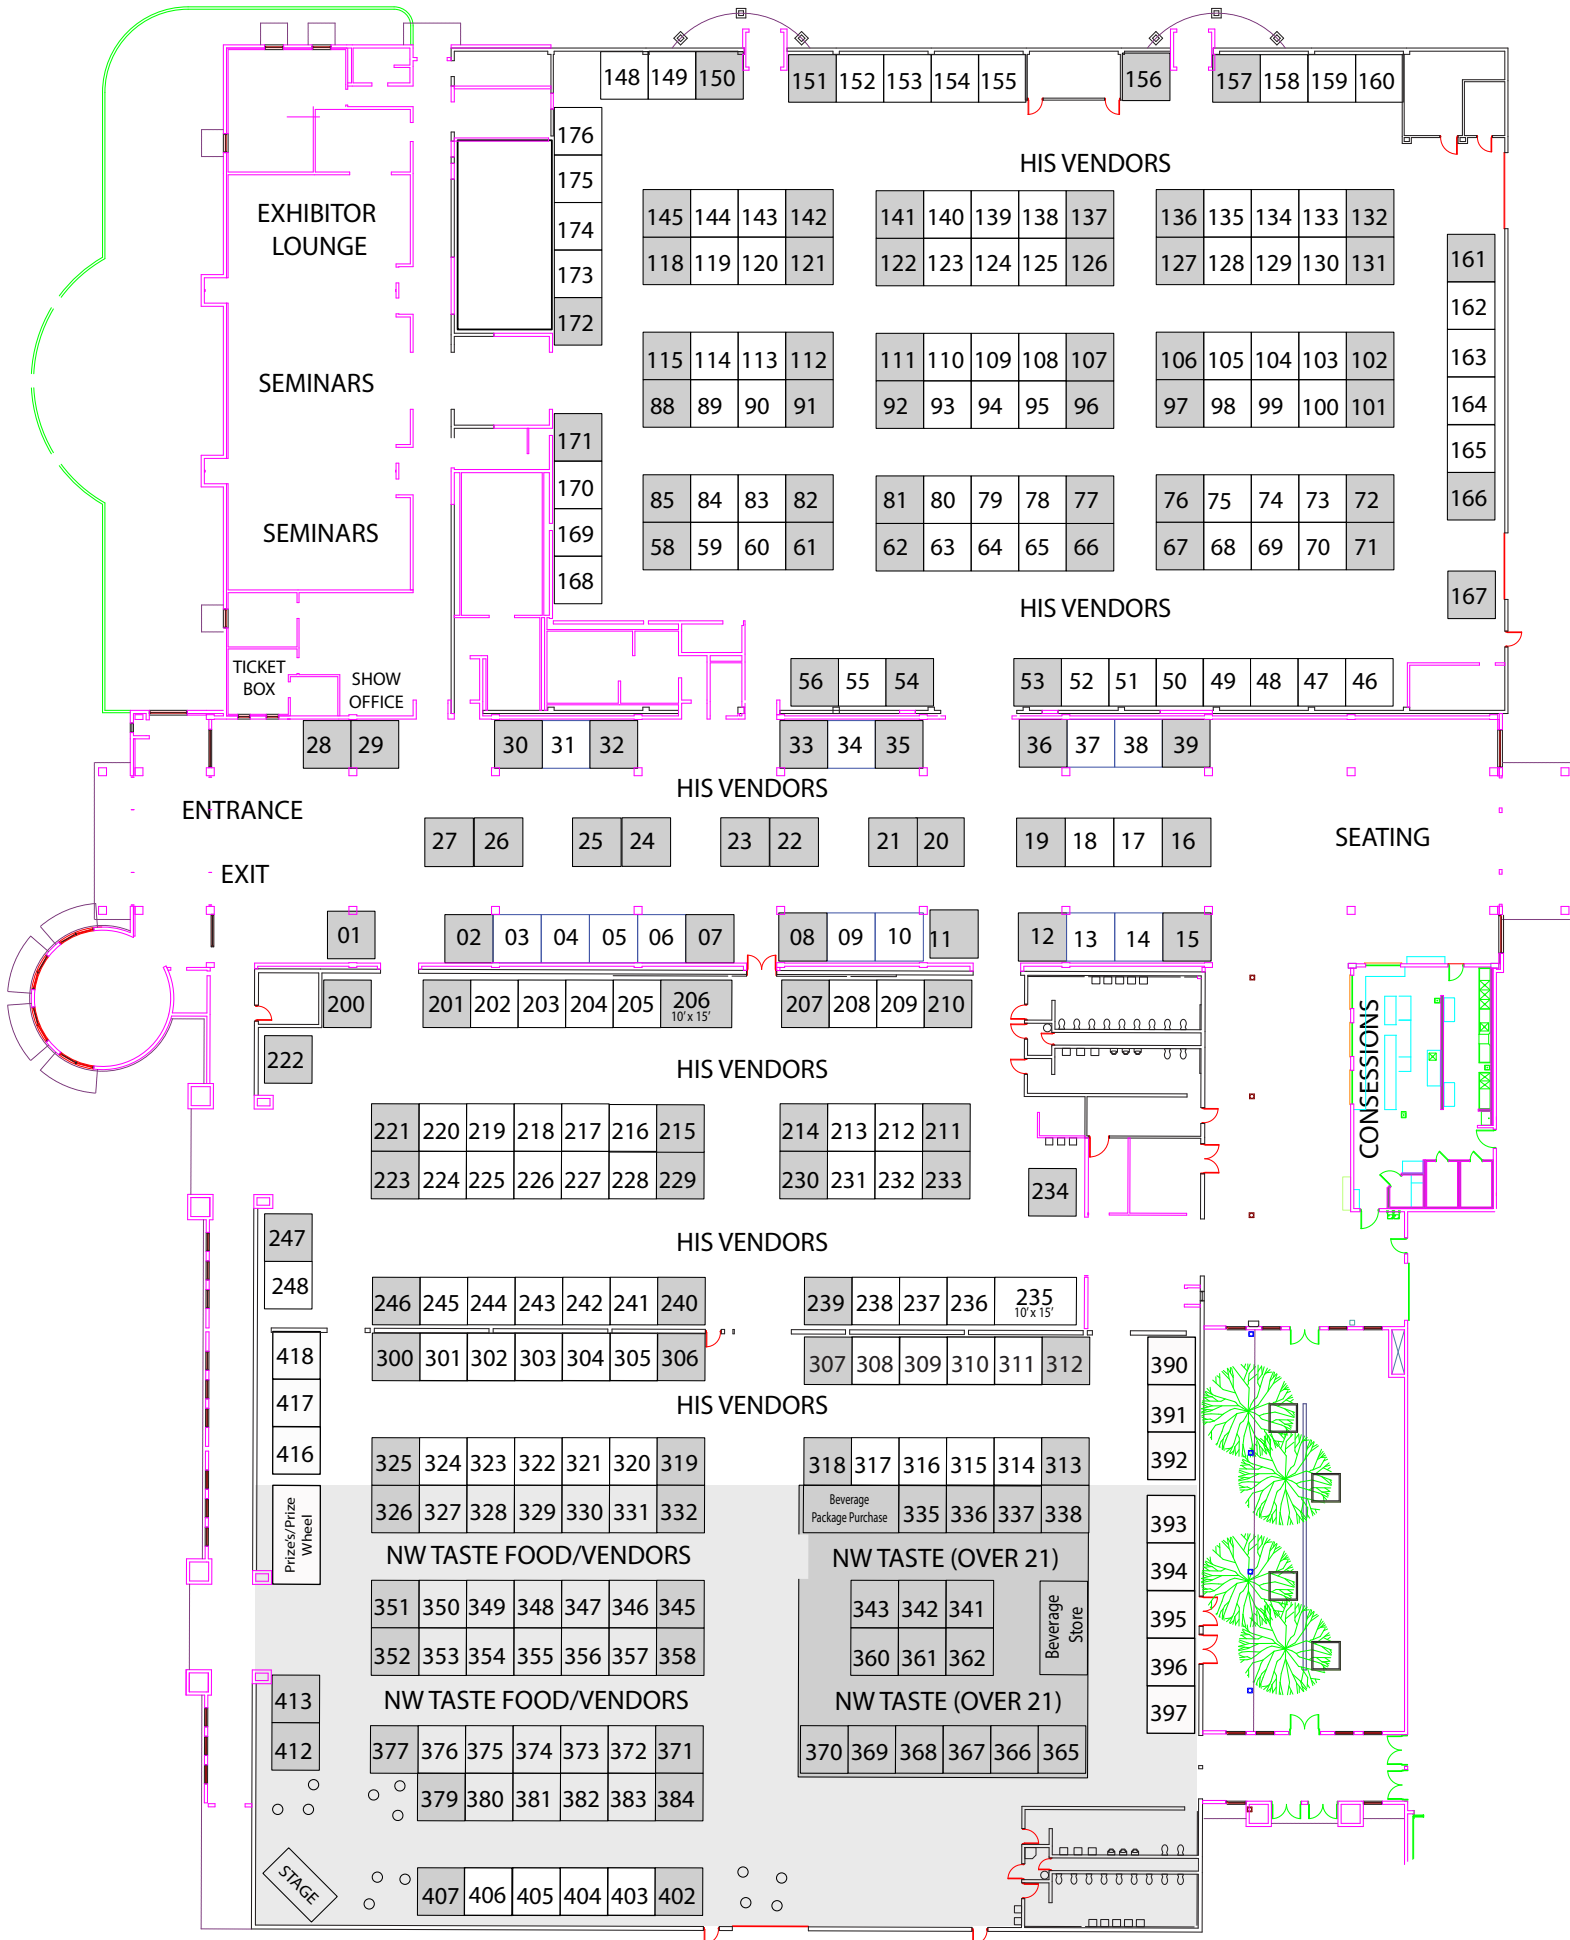 148 149 150 151 152 153 154 155 156 157 158 159 160
176
HIS VENDORS
175
EXHIBITOR
LOUNGE
145 144 143 142 141 140 139 138 137 136 135 134 133 132
174
118 119 120 121 122 123 124 125 126 127 128 129 130 131
161
173
162
172
115 114 113 112 111 110 109 108 107 106 105 104 103 102
163
SEMINARS
88 89 90 91 92 93 94 95 96 97 98 99 100 101
164
171
165
170
85 84 83 82 81 80 79 78 77 76 75 74 73 72
166
SEMINARS
169
58 59 60 61 62 63 64 65 66 67 68 69 70 71
168
HIS VENDORS
167
TICKET
BOX
SHOW
OFFICE
56 55 54 53 52 51 50 49 48 47 46
28 29 30 31 32 33 34 35 36 37 38 39
HIS VENDORS
ENTRANCE
27 26 25 24 23 22 21 20 19 18 17 16
SEATING
EXIT
01 02 03 04 05 06 07 08 09 10 11 12 13 14 15
200 201 202 203 204 205 206 207 208 209 210
10' x 15'
222
HIS VENDORS
CONSESSIONS
221 220 219 218 217 216 215 214 213 212 211
223 224 225 226 227 228 229 230 231 232 233
234
247
HIS VENDORS
248
246 245 244 243 242 241 240 239 238 237 236 235
10' x 15'
418
300 301 302 303 304 305 306 307 308 309 310 311 312
390
417
HIS VENDORS
391
416
325 324 323 322 321 320 319 318 317 316 315 314 313
392
Prize's/Prize
Wheel
326 327 328 329 330 331 332
Beverage
Package Purchase
335 336 337 338
393
NW TASTE FOOD/VENDORS
NW TASTE (OVER 21)
394
351 350 349 348 347 346 345 343 342 341
Beverage
Store
395
352 353 354 355 356 357 358 360 361 362
396
413
NW TASTE FOOD/VENDORS
NW TASTE (OVER 21)
397
412
377 376 375 374 373 372 371 370 369 368 367 366 365
379 380 381 382 383 384
STAGE
407 406 405 404 403 402